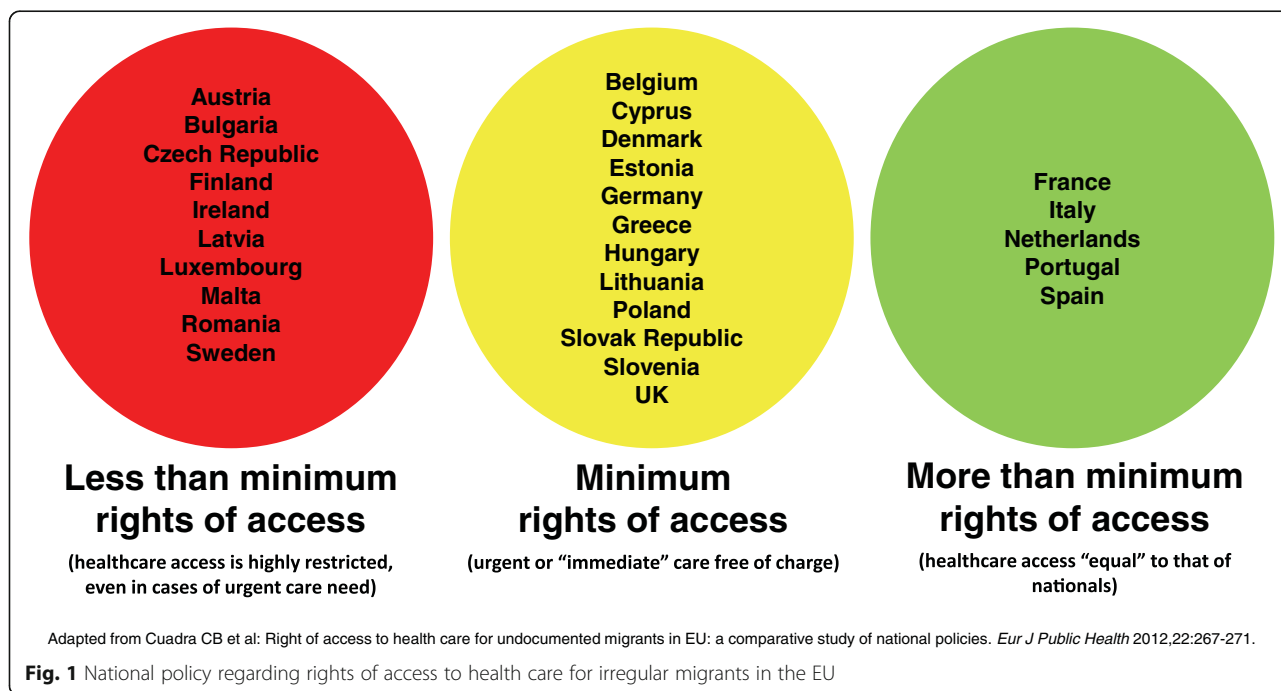 Austria
Bulgaria
Czech Republic
Finland
Ireland
Latvia
Luxembourg
Malta
Romania
Sweden
Less than minimum
rights of access
(healthcare access is highly restricted,
even in cases of urgent care need)
Belgium
Cyprus
Denmark
Estonia
Germany
Greece
Hungary
Lithuania
Poland
Slovak Republic
Slovenia
UK
Minimum
rights of access
(urgent or “immediate” care free of charge)
France
Italy
Netherlands
Portugal
Spain
More than minimum
rights of access
(healthcare access “equal” to that of
nationals)
Adapted from Cuadra CB et al: Right of access to health care for undocumented migrants in EU: a comparative study of national policies. Eur J Public Health 2012,22:267-271.
Fig. 1 National policy regarding rights of access to health care for irregular migrants in the EU